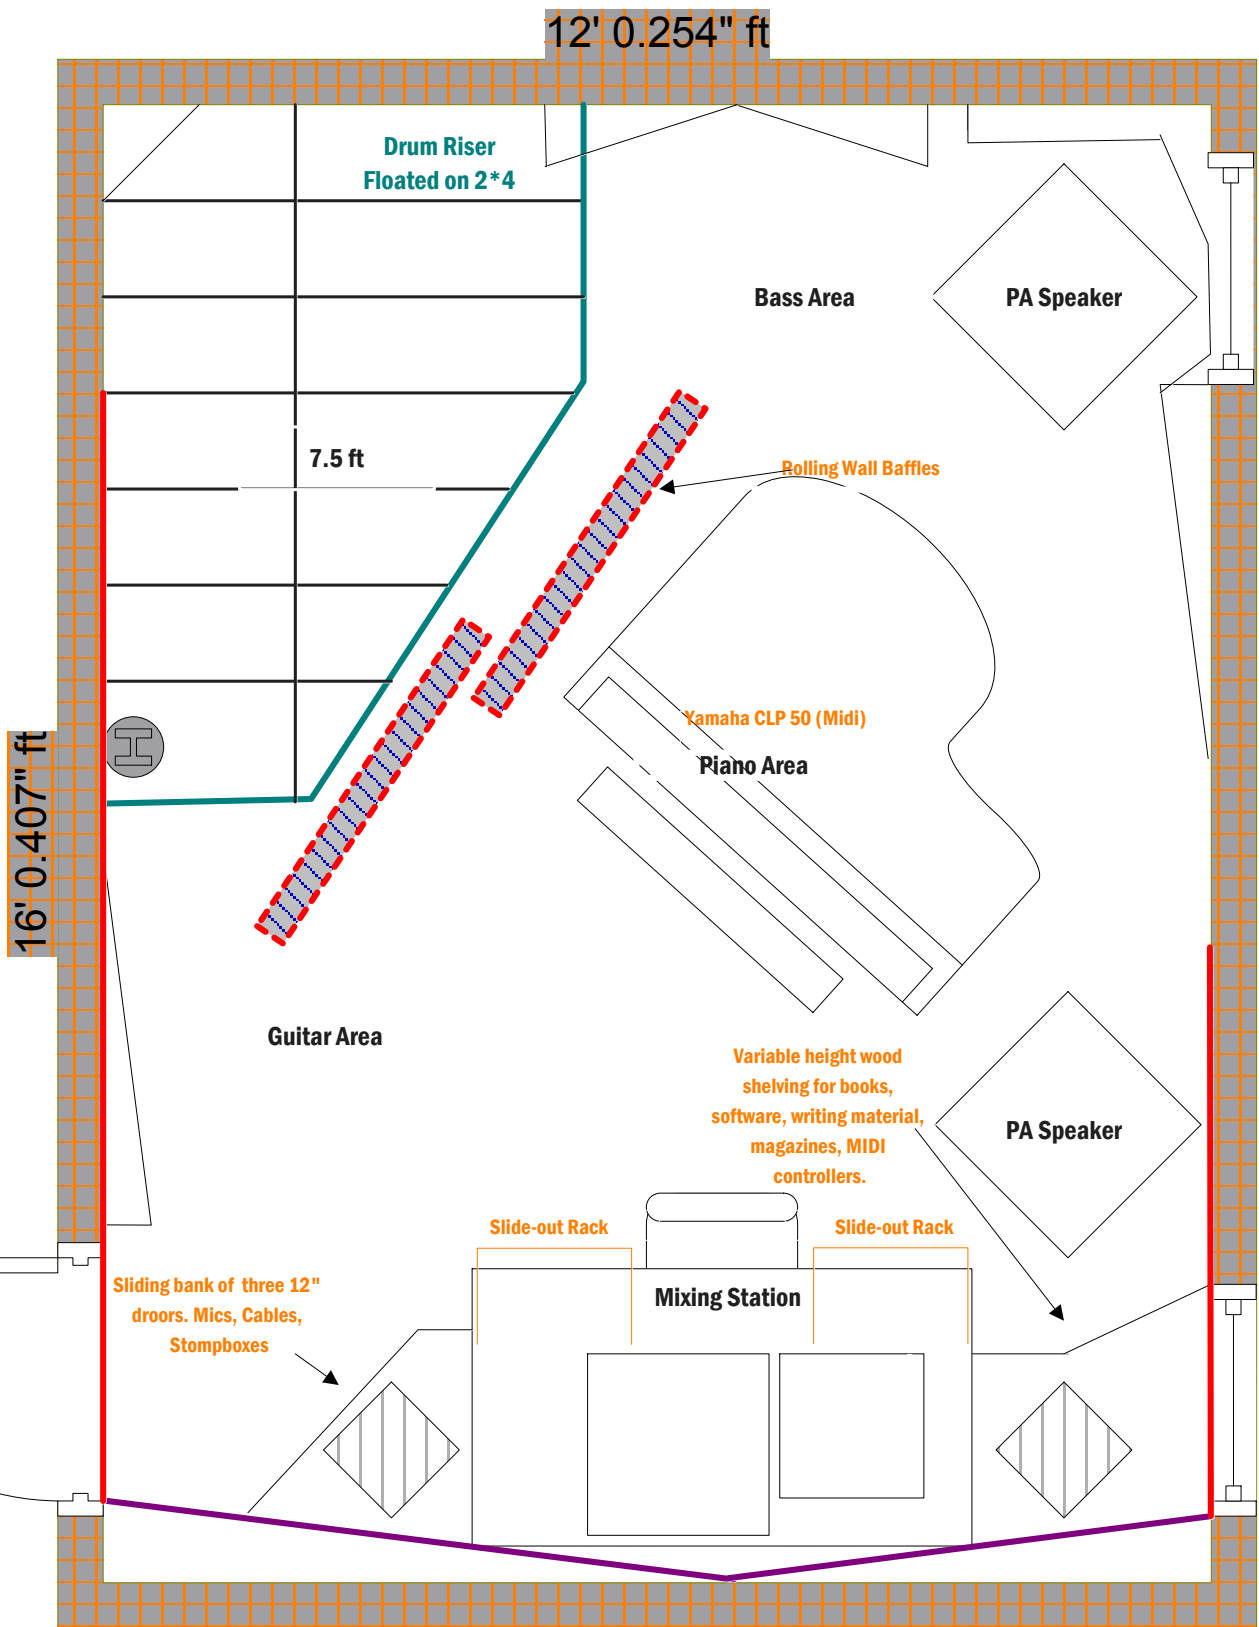 12' 0.254" ft
Drum Riser
Floated on 2*4
Bass Area
PA Speaker
7.5 ft
Rolling Wall Baffles
Yamaha CLP 50 (Midi)
Piano Area
16' 0.407" ft
H
Guitar Area
Variable height wood
shelving for books,
software, writing material,
magazines, MIDI
controllers.
PA Speaker
Slide-out Rack
Slide-out Rack
Sliding bank of three 12"
droors. Mics, Cables,
Stompboxes
Mixing Station